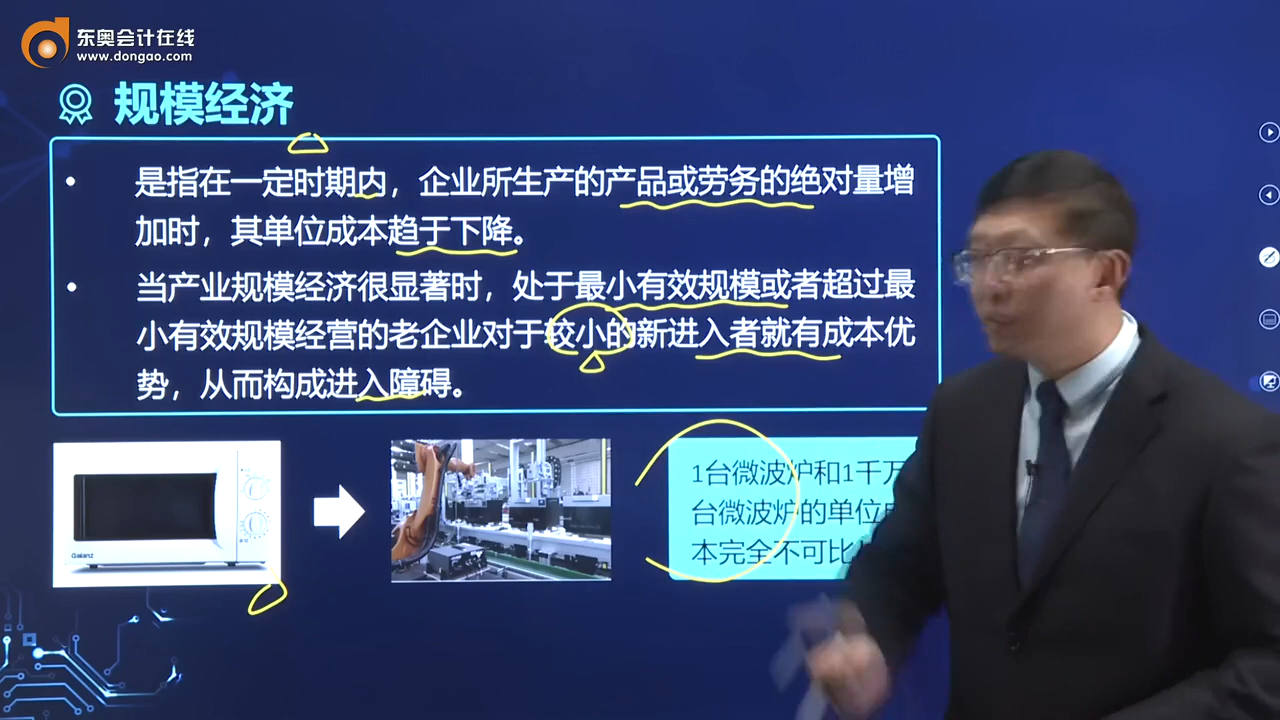 东奥会计在线
www.dongao.com
规模经济
• 是指在一定时期内，企业所生产的产品或劳务的绝对量增
加时，其单位成本趋于下降。
• 当产业规模经济很显著时，处于最小有效规模或者超过最
小有效规模经营的老企业对于较小的新进入者就有成本优
势，从而构成进入障碍。
Galanz
1台微波炉和1千万
台微波炉的单位
本完全不可比